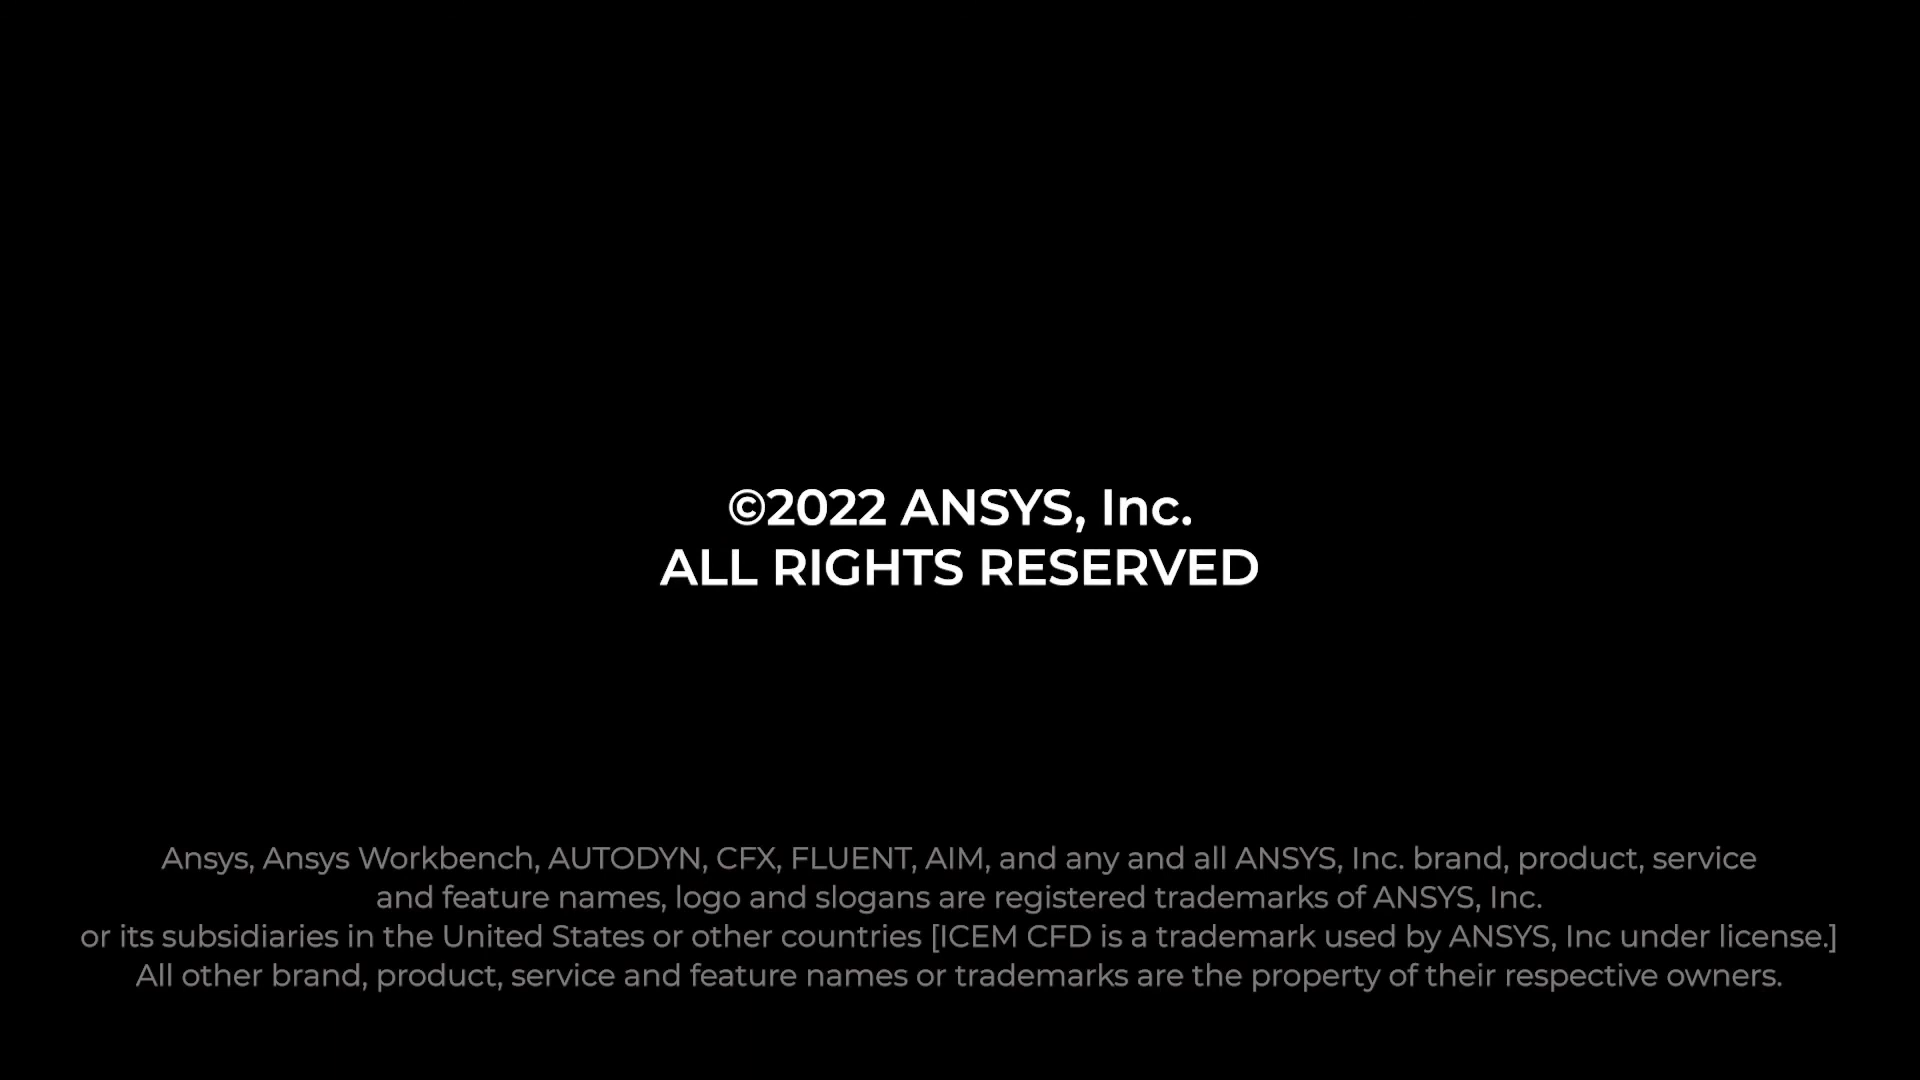 ©2022 ANSYS, Inc.
ALL RIGHTS RESERVED
Ansys, Ansys Workbench, AUTODYN, CFX, FLUENT, AIM, and any and all ANSYS, Inc. brand, product, service
and feature names, logo and slogans are registered trademarks of ANSYS, Inc.
or its subsidiaries in the United States or other countries [ICEM CFD is a trademark used by ANSYS, Inc under license.]
All other brand, product, service and feature names or trademarks are the property of their respective owners.